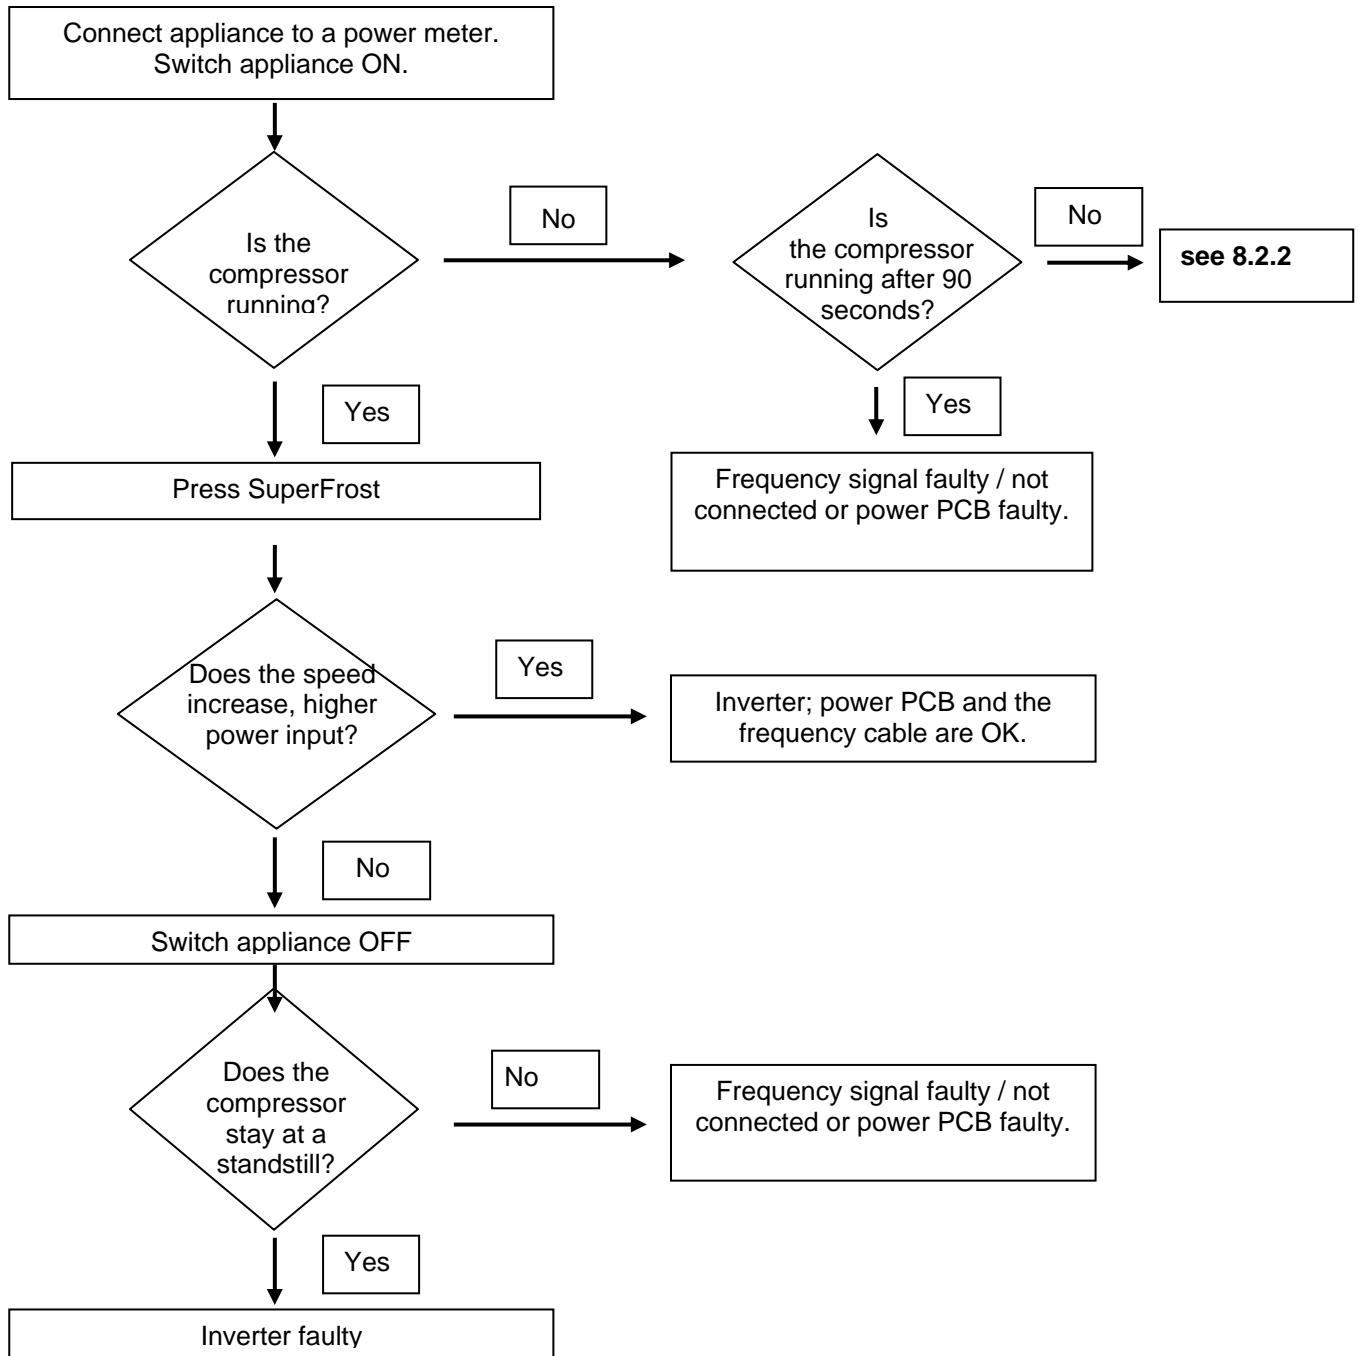 Connect appliance to a power meter.
Switch appliance ON.
Is the
compressor
running?
No
Is
the compressor
running after 90
seconds?
No
see 8.2.2
Yes
Yes
Press SuperFrost
Frequency signal faulty / not
connected or power PCB faulty.
Does the speed
increase, higher
power input?
Yes
Inverter; power PCB and the
frequency cable are OK.
No
Switch appliance OFF
Does the
compressor
stay at a
standstill?
No
Frequency signal faulty / not
connected or power PCB faulty.
Yes
Inverter faulty